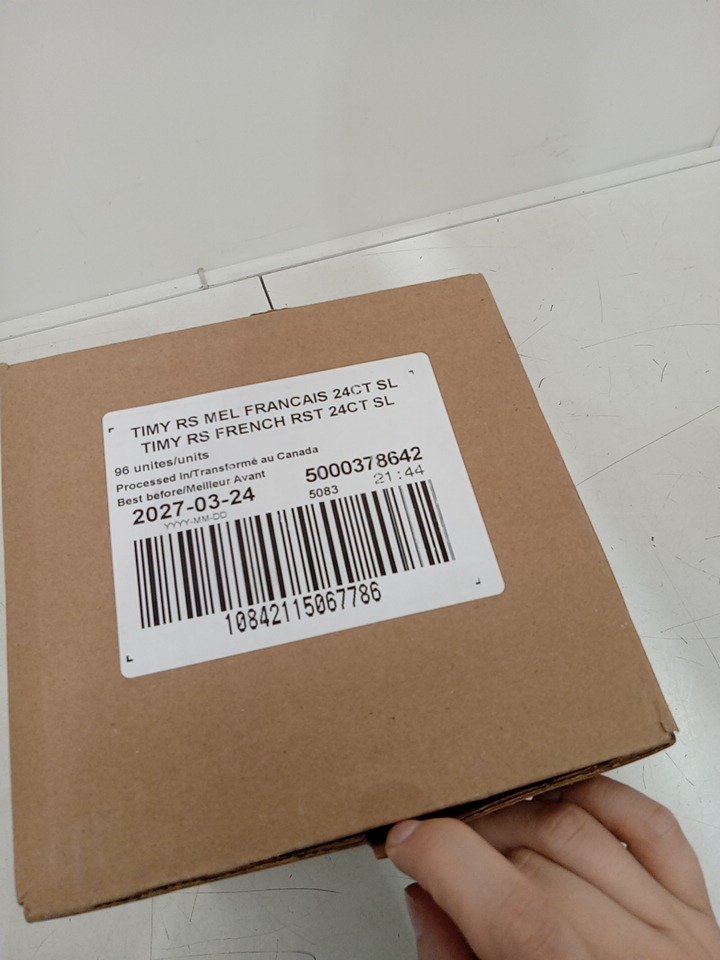 TIMY RS MEL FRANCAIS 24CT SL
TIMY RS FRENCH RST 24CT SL
96 unites/units
Processed in/Transformé au Canada
Best before/Meilleur Avant
5000378642
2027-03-24
5083
21:44
YYYY-MM-DD
10842115067786